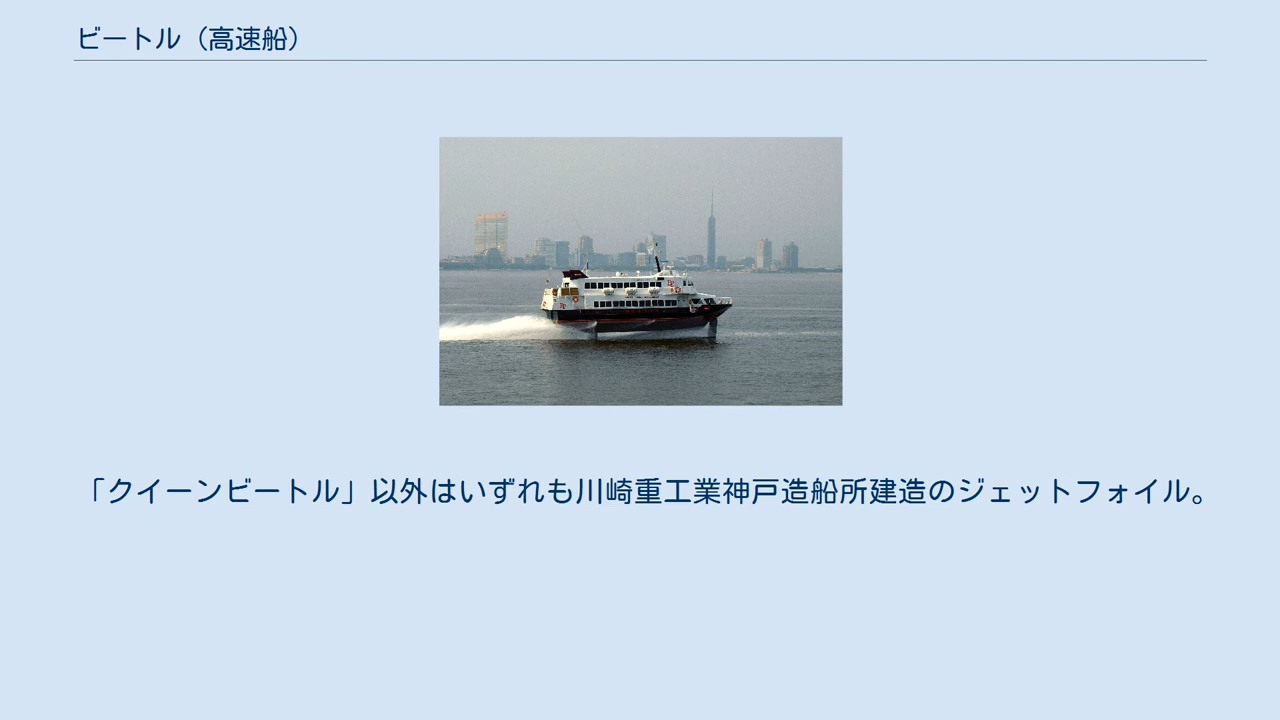 ビートル（高速船）
「クイーンビートル」以外はいずれも川崎重工業神戸造船所建造のジェットフォイル。